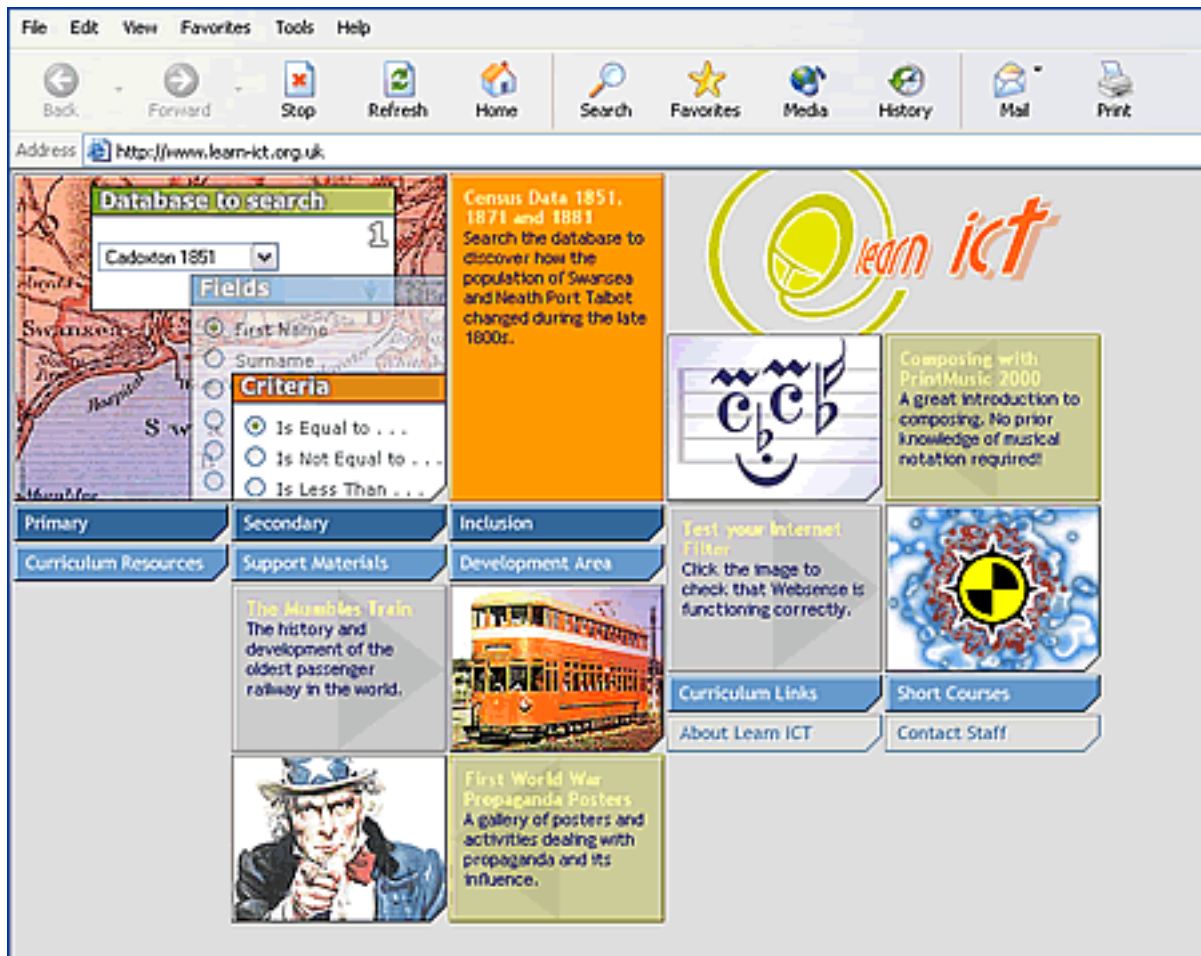 File Edit View Favorites Tools Help
Back Forward Stop Refresh Home Search Favorites Media History Mail Print
Address http://www.learn-ict.org.uk
Database to search
1
Cadoxton 1851
Fields
First Name
Surname
Criteria
Is Equal to . . .
Is Not Equal to . . .
Is Less Than . . .
Swansea
Hospital
S w
Mumbles
Census Data 1851,
1871 and 1881
Search the database to
discover how the
population of Swansea
and Neath Port Talbot
changed during the late
1800s.
learn ict
Composing with
PrintMusic 2000
A great introduction to
composing. No prior
knowledge of musical
notation required!
Primary
Secondary
Inclusion
Curriculum Resources
Support Materials
Development Area
Test your Internet
Filter
Click the image to
check that Websense is
functioning correctly.
The Mumbles Train
The history and
development of the
oldest passenger
railway in the world.
Curriculum Links
Short Courses
About Learn ICT
Contact Staff
First World War
Propaganda Posters
A gallery of posters and
activities dealing with
propaganda and its
influence.